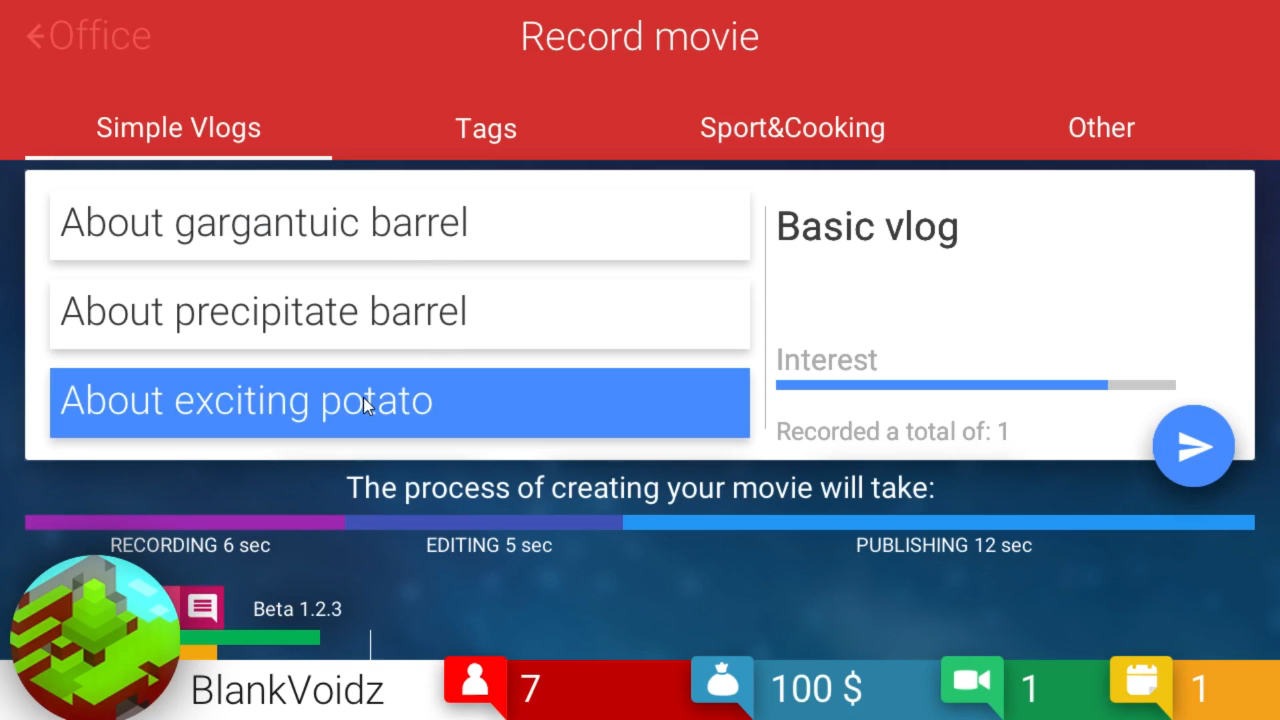 Office
Record movie
Simple Vlogs
Tags
Sport&Cooking
Other
About gargantuic barrel
About precipitate barrel
About exciting potato
Basic vlog
Interest
Recorded a total of: 1
The process of creating your movie will take:
RECORDING 6 sec
EDITING 5 sec
PUBLISHING 12 sec
Beta 1.2.3
BlankVoidz
7
100 $
1
1